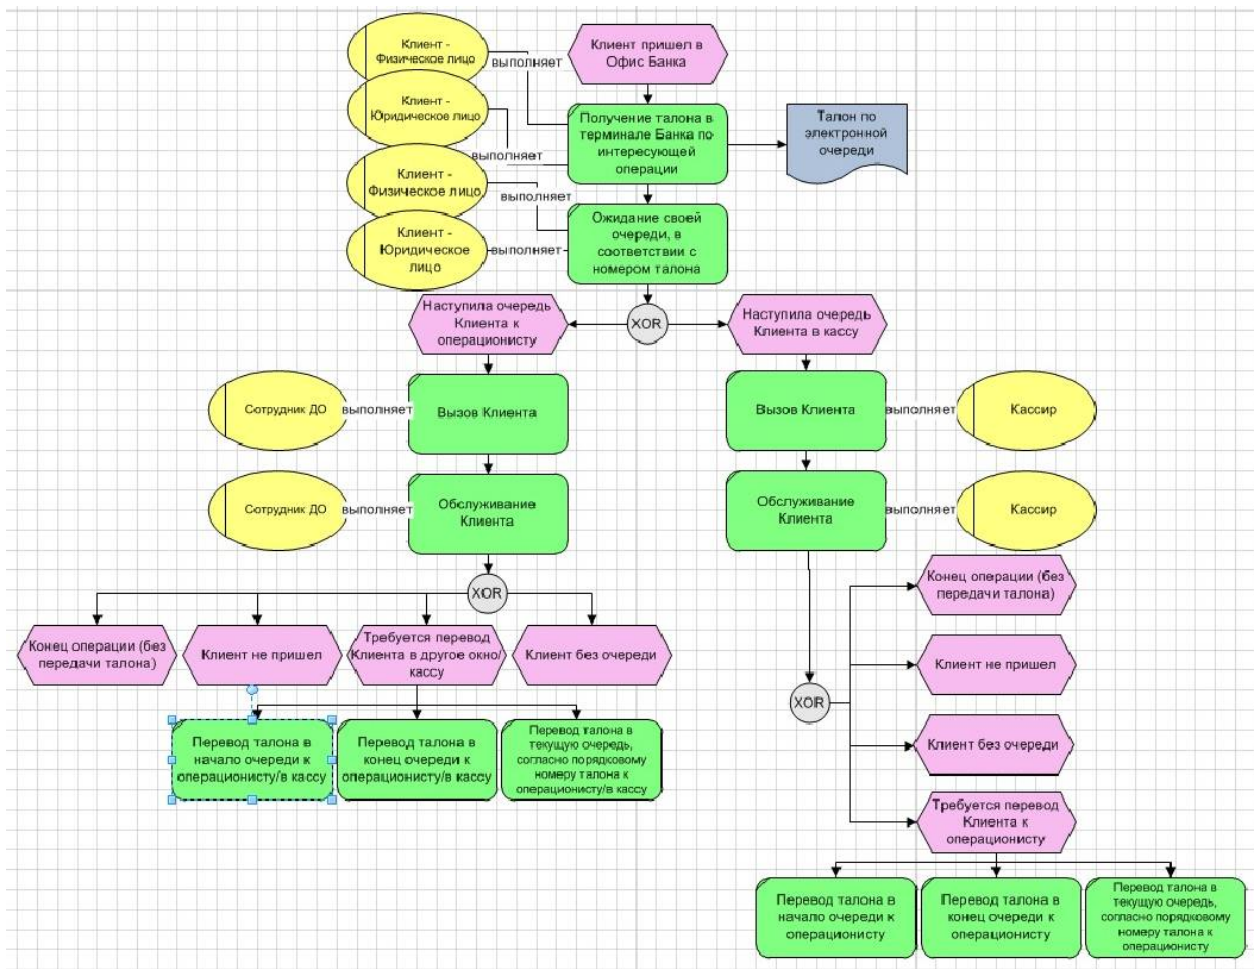 Клиент -
Физическое лицо
выполняет
Клиент пришел в
Офис Банка
Клиент -
Юридическое лицо
выполняет
Получение талона в
терминале Банка по
интересующей
операции
Талон по
электронной
очереди
Клиент -
Физическое лицо
выполняет
Клиент -
Юридическое
лицо
выполняет
Ожидание своей
очереди, в
соответствии с
номером талона
Наступила очередь
Клиента к
операционисту
XOR
Наступила очередь
Клиента в кассу
Сотрудник ДО
выполняет
Вызов Клиента
Вызов Клиента
выполняет
Кассир
Сотрудник ДО
выполняет
Обслуживание
Клиента
Обслуживание
Клиента
выполняет
Кассир
XOR
Конец операции (без
передачи талона)
Клиент не пришел
Требуется перевод
Клиента в другое окно/
кассу
Клиент без очереди
Перевод талона в
начало очереди к
операционисту/в кассу
Перевод талона в
конец очереди к
операционисту/в кассу
Перевод талона в
текущую очередь,
согласно порядковому
номеру талона к
операционисту/в кассу
XOR
Конец операции (без
передачи талона)
Клиент не пришел
Клиент без очереди
Требуется перевод
Клиента к
операционисту
Перевод талона в
начало очереди к
операционисту
Перевод талона в
конец очереди к
операционисту
Перевод талона в
текущую очередь,
согласно порядковому
номеру талона к
операционисту